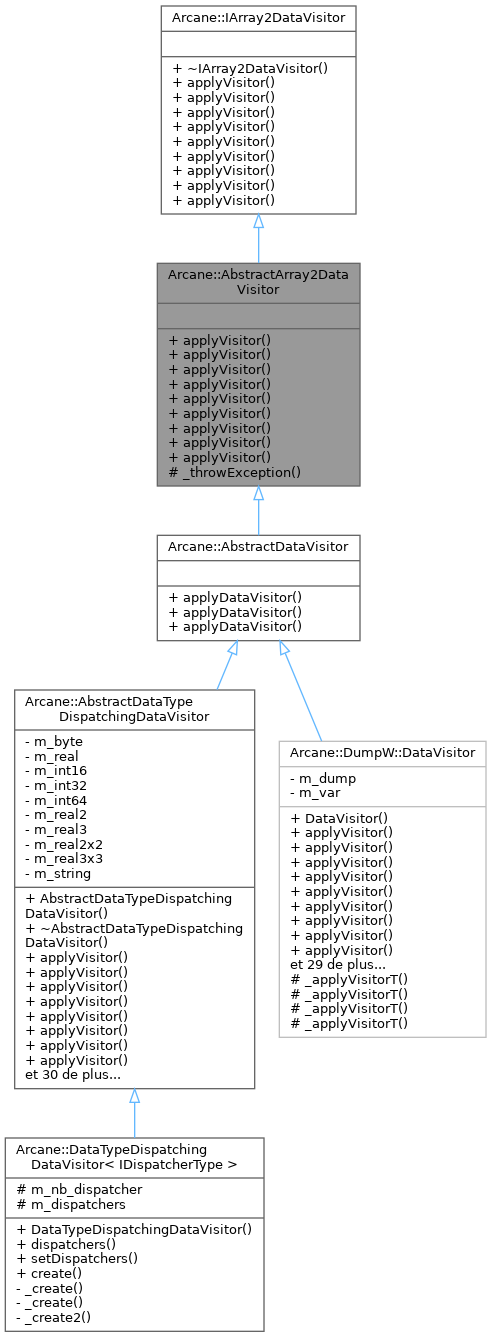 Arcane::IArray2DataVisitor
+ ~IArray2DataVisitor()
+ applyVisitor()
+ applyVisitor()
+ applyVisitor()
+ applyVisitor()
+ applyVisitor()
+ applyVisitor()
+ applyVisitor()
+ applyVisitor()
+ applyVisitor()
Arcane::AbstractArray2Data
Visitor
+ applyVisitor()
+ applyVisitor()
+ applyVisitor()
+ applyVisitor()
+ applyVisitor()
+ applyVisitor()
+ applyVisitor()
+ applyVisitor()
+ applyVisitor()
# _throwException()
Arcane::AbstractDataVisitor
+ applyDataVisitor()
+ applyDataVisitor()
+ applyDataVisitor()
Arcane::AbstractDataType
DispatchingDataVisitor
- m_byte
- m_real
- m_int16
- m_int32
- m_int64
- m_real2
- m_real3
- m_real2x2
- m_real3x3
- m_string
+ AbstractDataTypeDispatching
DataVisitor()
+ ~AbstractDataTypeDispatching
DataVisitor()
+ applyVisitor()
+ applyVisitor()
+ applyVisitor()
+ applyVisitor()
+ applyVisitor()
+ applyVisitor()
+ applyVisitor()
+ applyVisitor()
et 30 de plus...
Arcane::DumpW::DataVisitor
- m_dump
- m_var
+ DataVisitor()
+ applyVisitor()
+ applyVisitor()
+ applyVisitor()
+ applyVisitor()
+ applyVisitor()
+ applyVisitor()
+ applyVisitor()
+ applyVisitor()
+ applyVisitor()
et 29 de plus...
# _applyVisitorT()
# _applyVisitorT()
# _applyVisitorT()
# _applyVisitorT()
Arcane::DataTypeDispatching
DataVisitor< IDispatcherType >
# m_nb_dispatcher
# m_dispatchers
+ DataTypeDispatchingDataVisitor()
+ dispatchers()
+ setDispatchers()
+ create()
- _create()
- _create()
- _create2()